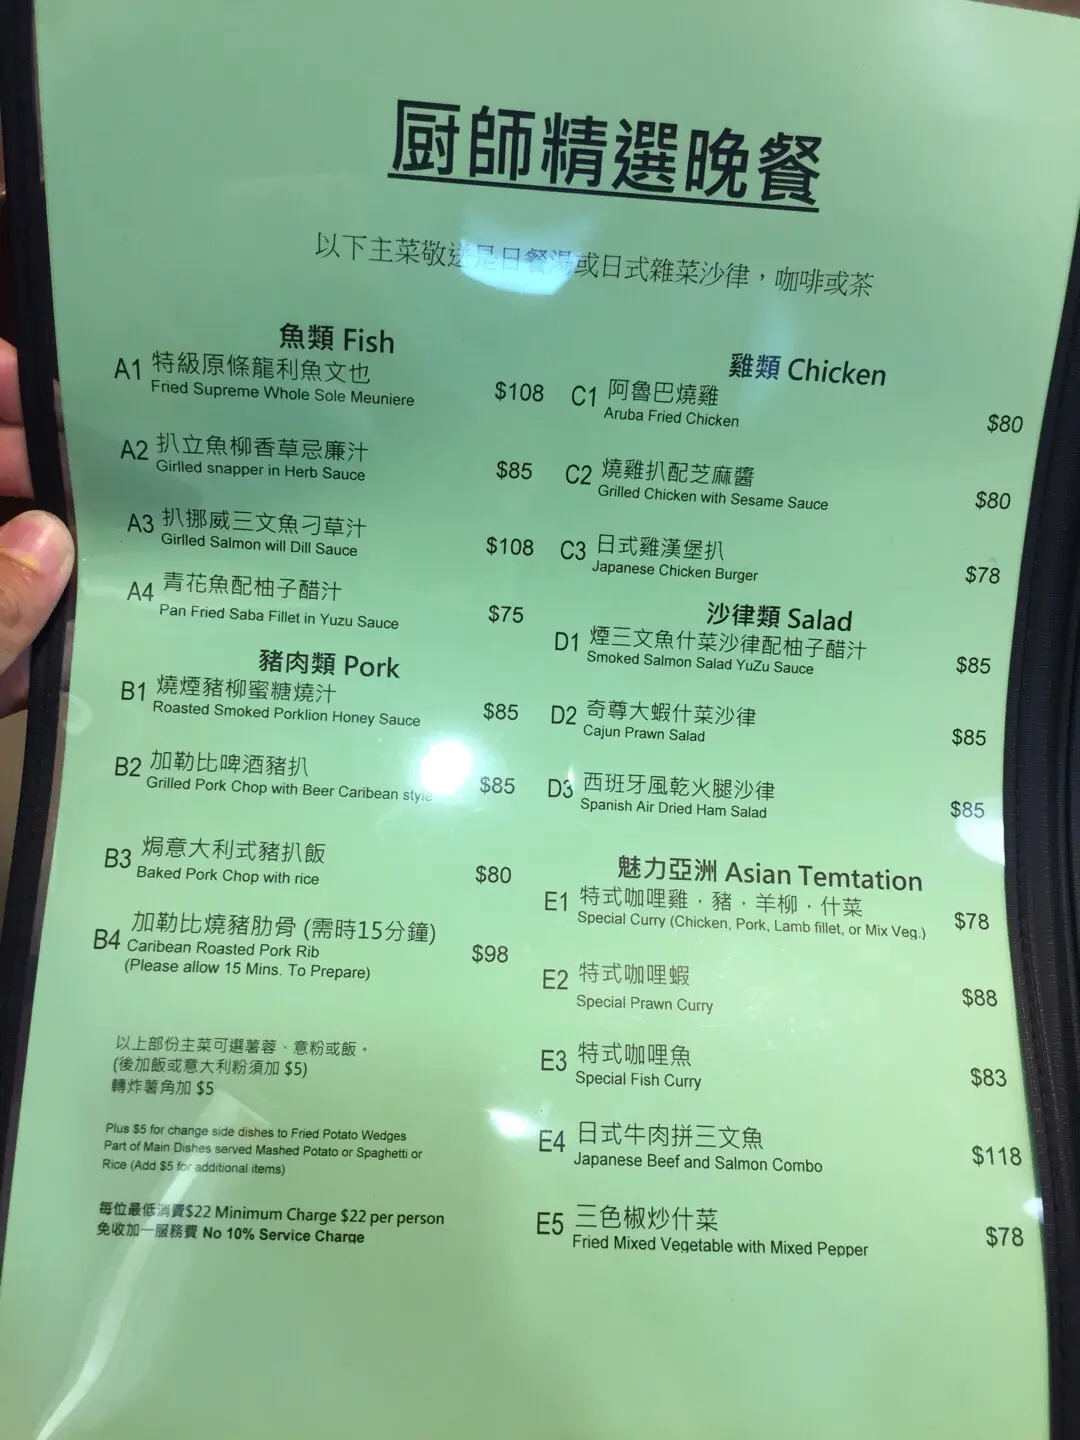 厨師精選晚餐
以下主菜敬送是日餐湯或日式雜菜沙律，咖啡或茶
魚類 Fish
A1 特級原條龍利魚文也 $108
Fried Supreme Whole Sole Meuniere
A2 扒立魚柳香草忌廉汁 $85
Girlled snapper in Herb Sauce
A3 扒挪威三文魚刁草汁 $108
Girlled Salmon will Dill Sauce
A4 青花魚配柚子醋汁 $75
Pan Fried Saba Fillet in Yuzu Sauce
豬肉類 Pork
B1 燒煙豬柳蜜糖燒汁 $85
Roasted Smoked Porklion Honey Sauce
B2 加勒比啤酒豬扒 $85
Grilled Pork Chop with Beer Caribean style
B3 焗意大利式豬扒飯 $80
Baked Pork Chop with rice
B4 加勒比燒豬肋骨 (需時15分鐘) $98
Caribean Roasted Pork Rib
(Please allow 15 Mins. To Prepare)
以上部份主菜可選薯蓉、意粉或飯。
(後加飯或意大利粉須加 $5)
轉炸薯角加 $5
Plus $5 for change side dishes to Fried Potato Wedges
Part of Main Dishes served Mashed Potato or Spaghetti or
Rice (Add $5 for additional items)
每位最低消費$22 Minimum Charge $22 per person
免收加一服務費 No 10% Service Charge
雞類 Chicken
C1 阿魯巴燒雞 $80
Aruba Fried Chicken
C2 燒雞扒配芝麻醬 $80
Grilled Chicken with Sesame Sauce
C3 日式雞漢堡扒 $78
Japanese Chicken Burger
沙律類 Salad
D1 煙三文魚什菜沙律配柚子醋汁 $85
Smoked Salmon Salad YuZu Sauce
D2 奇尊大蝦什菜沙律 $85
Cajun Prawn Salad
D3 西班牙風乾火腿沙律 $85
Spanish Air Dried Ham Salad
魅力亞洲 Asian Temtation
E1 特式咖哩雞，豬，羊柳，什菜 $78
Special Curry (Chicken, Pork, Lamb fillet, or Mix Veg.)
E2 特式咖哩蝦 $88
Special Prawn Curry
E3 特式咖哩魚 $83
Special Fish Curry
E4 日式牛肉拼三文魚 $118
Japanese Beef and Salmon Combo
E5 三色椒炒什菜 $78
Fried Mixed Vegetable with Mixed Pepper